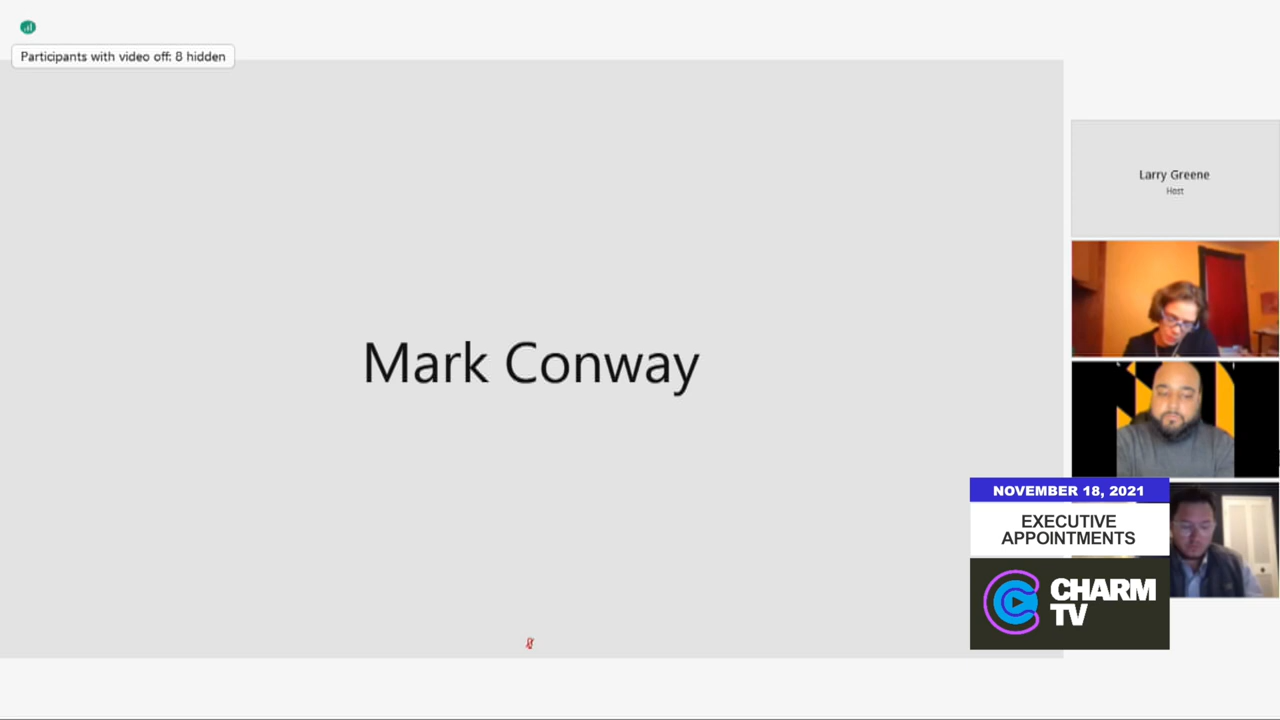 Participants with video off: 8 hidden
Larry Greene
Host
Mark Conway
NOVEMBER 18, 2021
EXECUTIVE
APPOINTMENTS
CHARM
TV